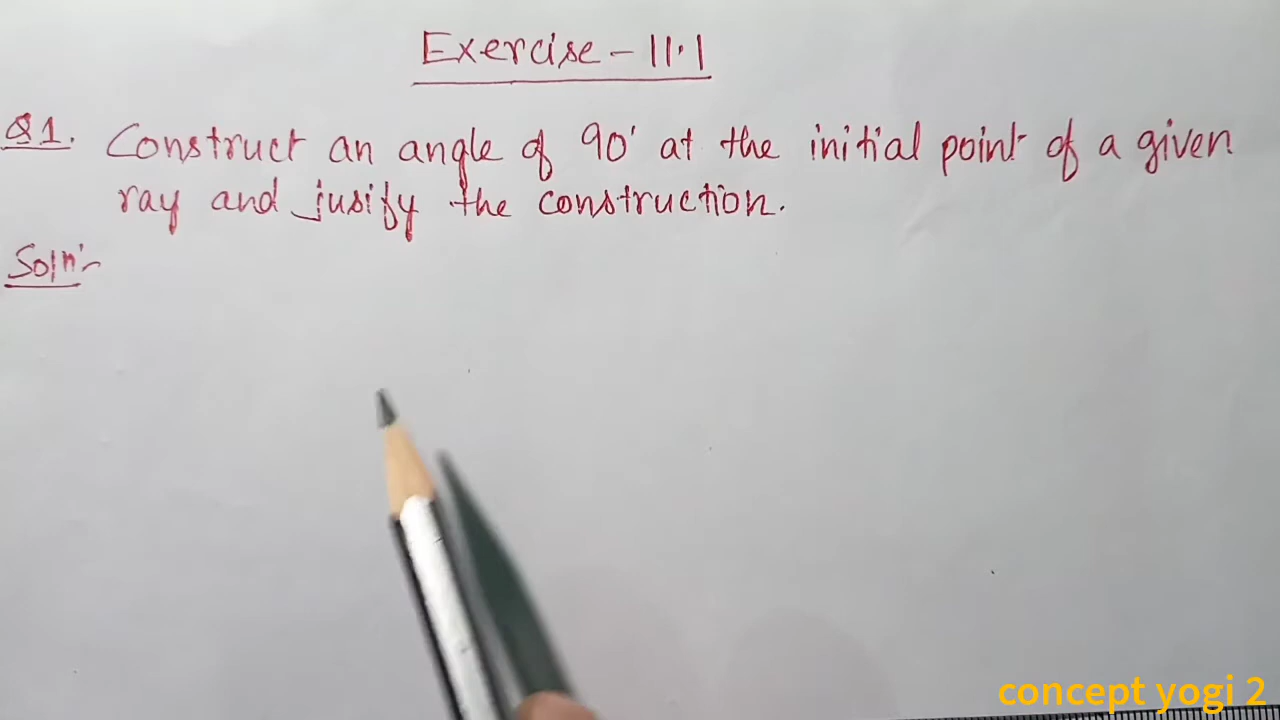 Exercise - 11.1
Q1. Construct an angle of 90° at the initial point of a given
ray and jusify the construction.
Soln:-
concept yogi 2